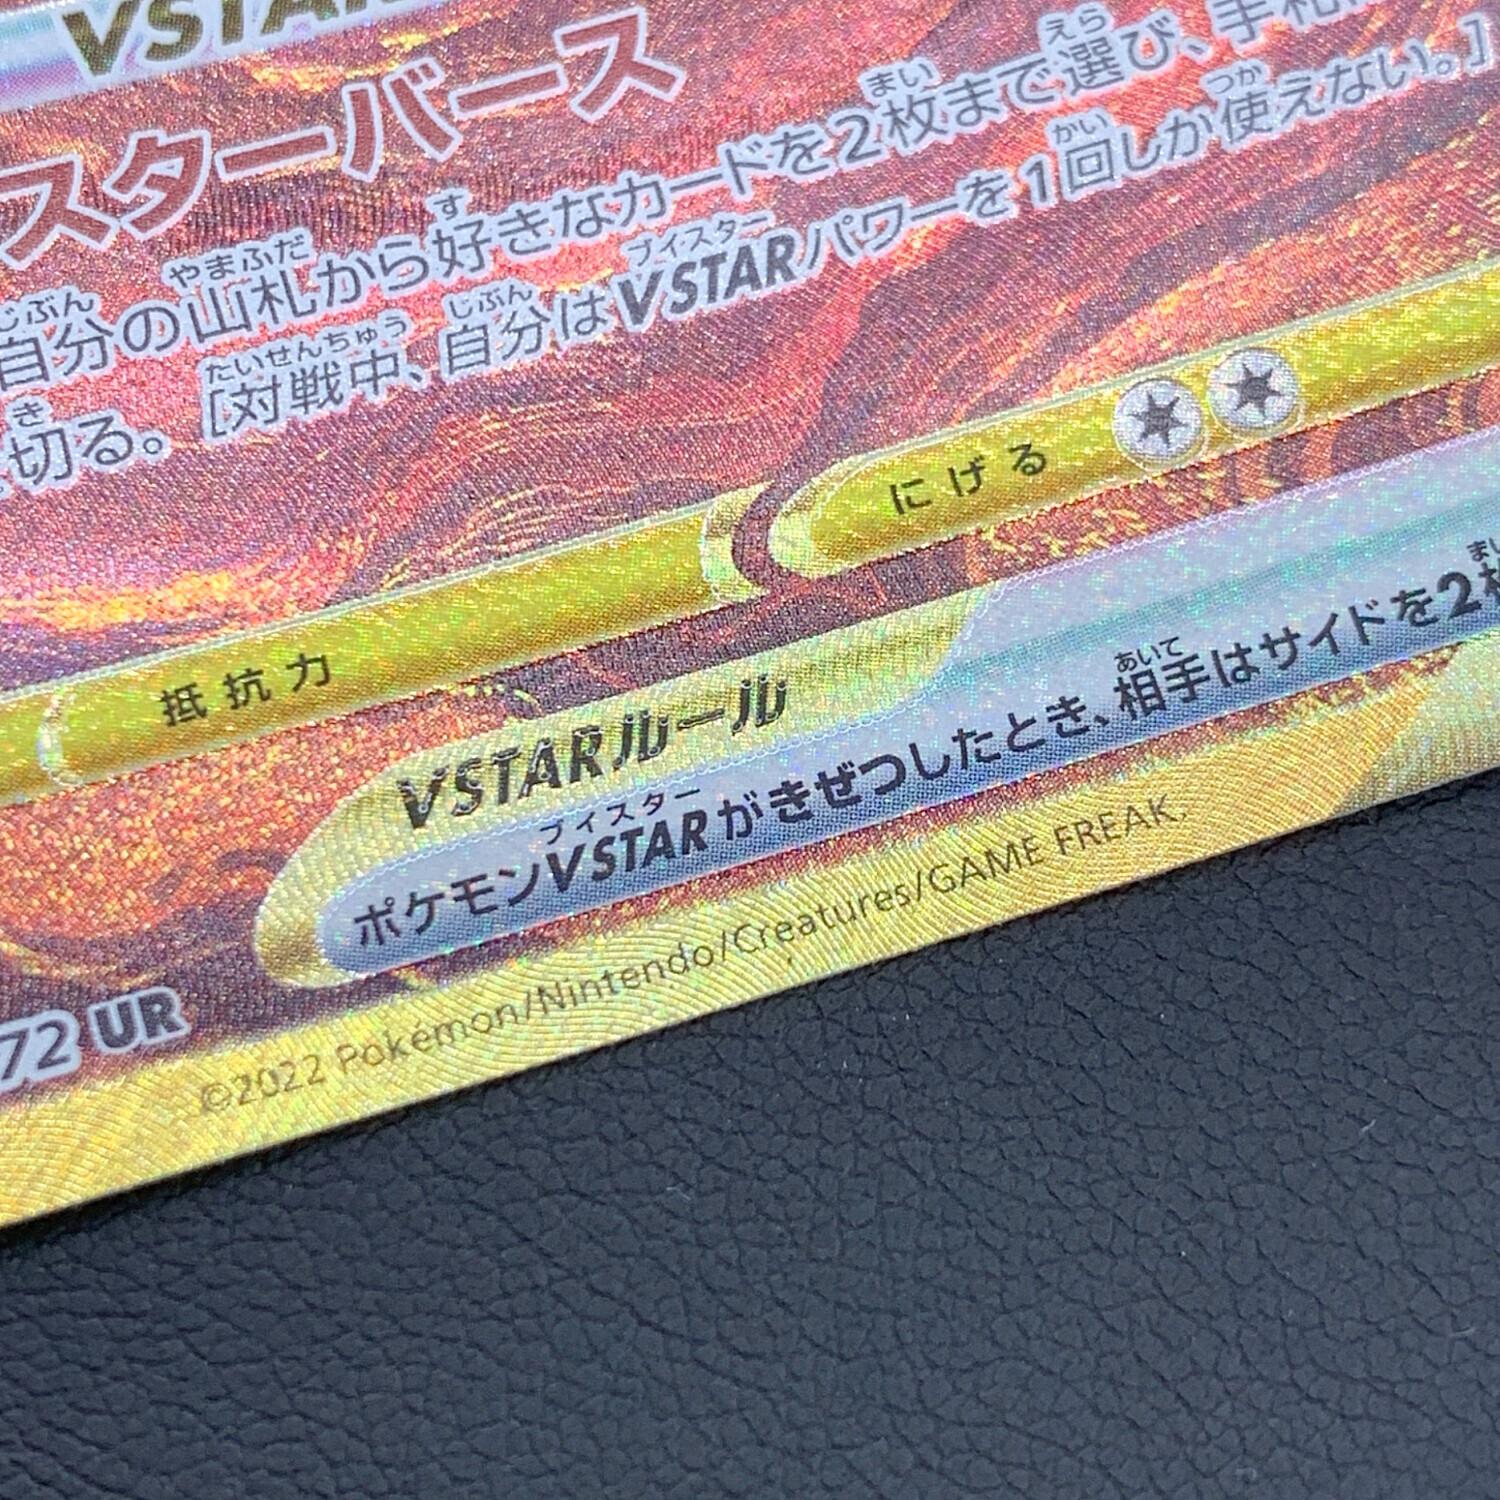 VSTAR
スターバース
自分の山札から好きなカードを2枚まで選び、手札
切る。[対戦中、自分はVSTARパワーを1回しか使えない。]
抵抗力
にげる
VSTARルール
ポケモンVSTARがきぜつしたとき、相手はサイドを2枚
72 UR
©2022 Pokémon/Nintendo/Creatures/GAME FREAK.